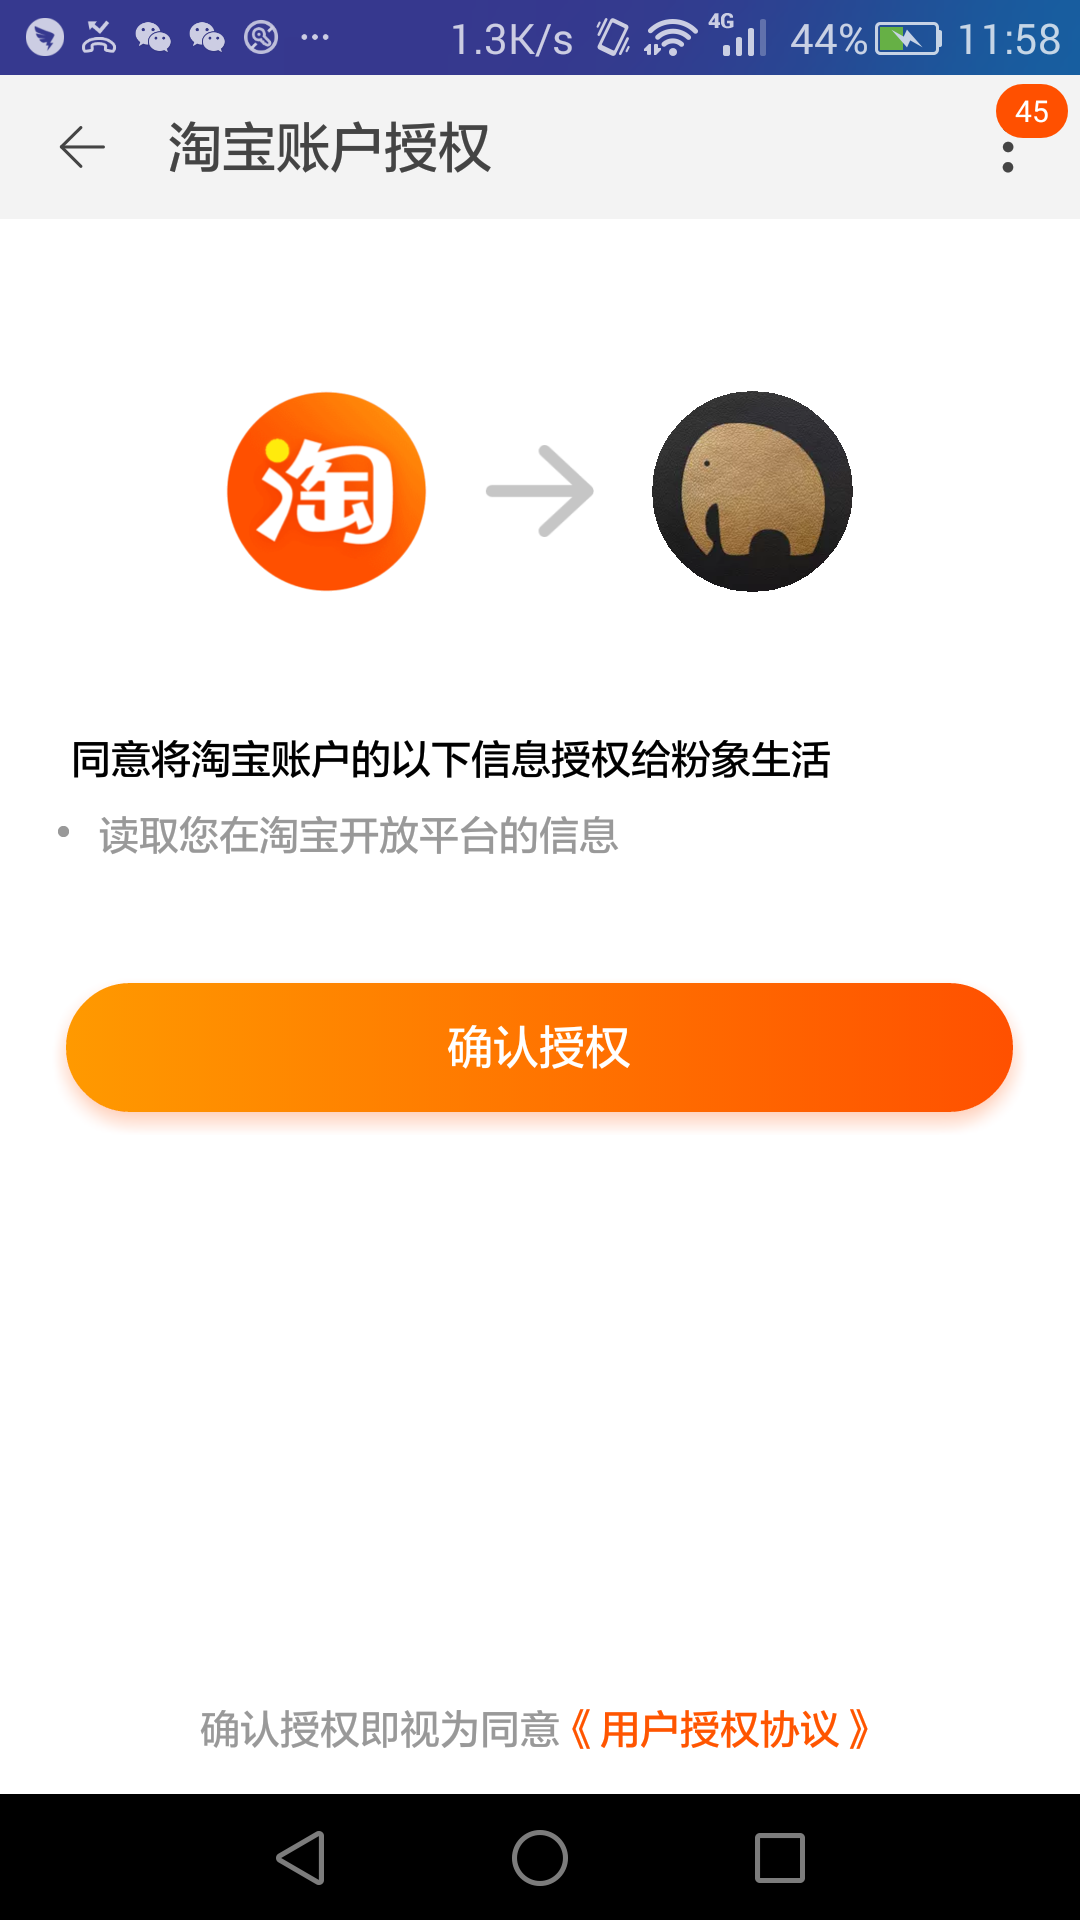 1.3K/s 4G 44% 11:58
淘宝账户授权
45
淘
同意将淘宝账户的以下信息授权给粉象生活
• 读取您在淘宝开放平台的信息
确认授权
确认授权即视为同意《用户授权协议》